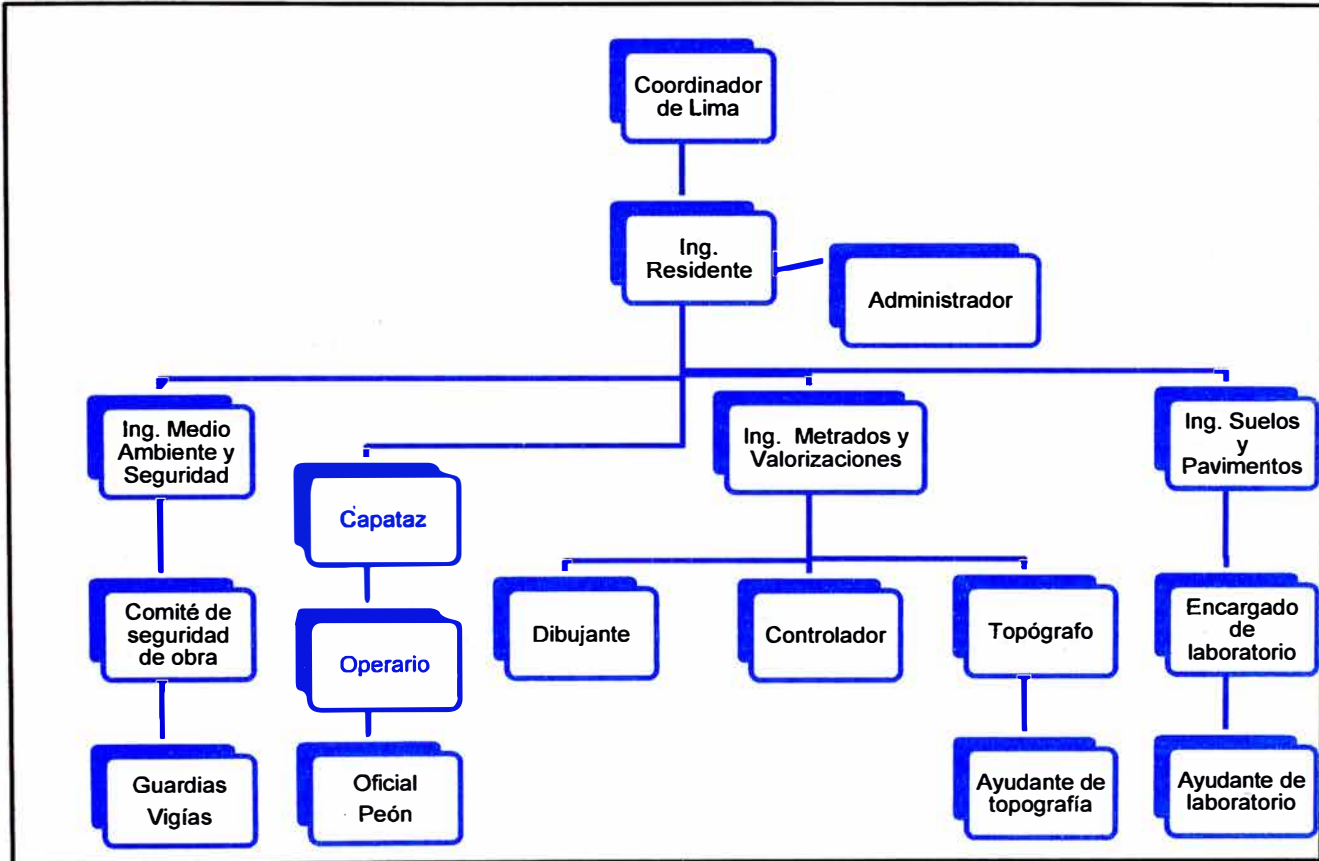 Coordinador
de Lima
Ing.
Residente
Administrador
Ing. Medio
Ambiente y
Seguridad
Capataz
Ing. Metrados y
Valorizaciones
Ing. Suelos
y
Pavimentos
Comité de
seguridad
de obra
Operario
Dibujante
Controlador
Topógrafo
Encargado
de
laboratorio
Guardias
Vigías
Oficial
Peón
Ayudante de
topografía
Ayudante de
laboratorio